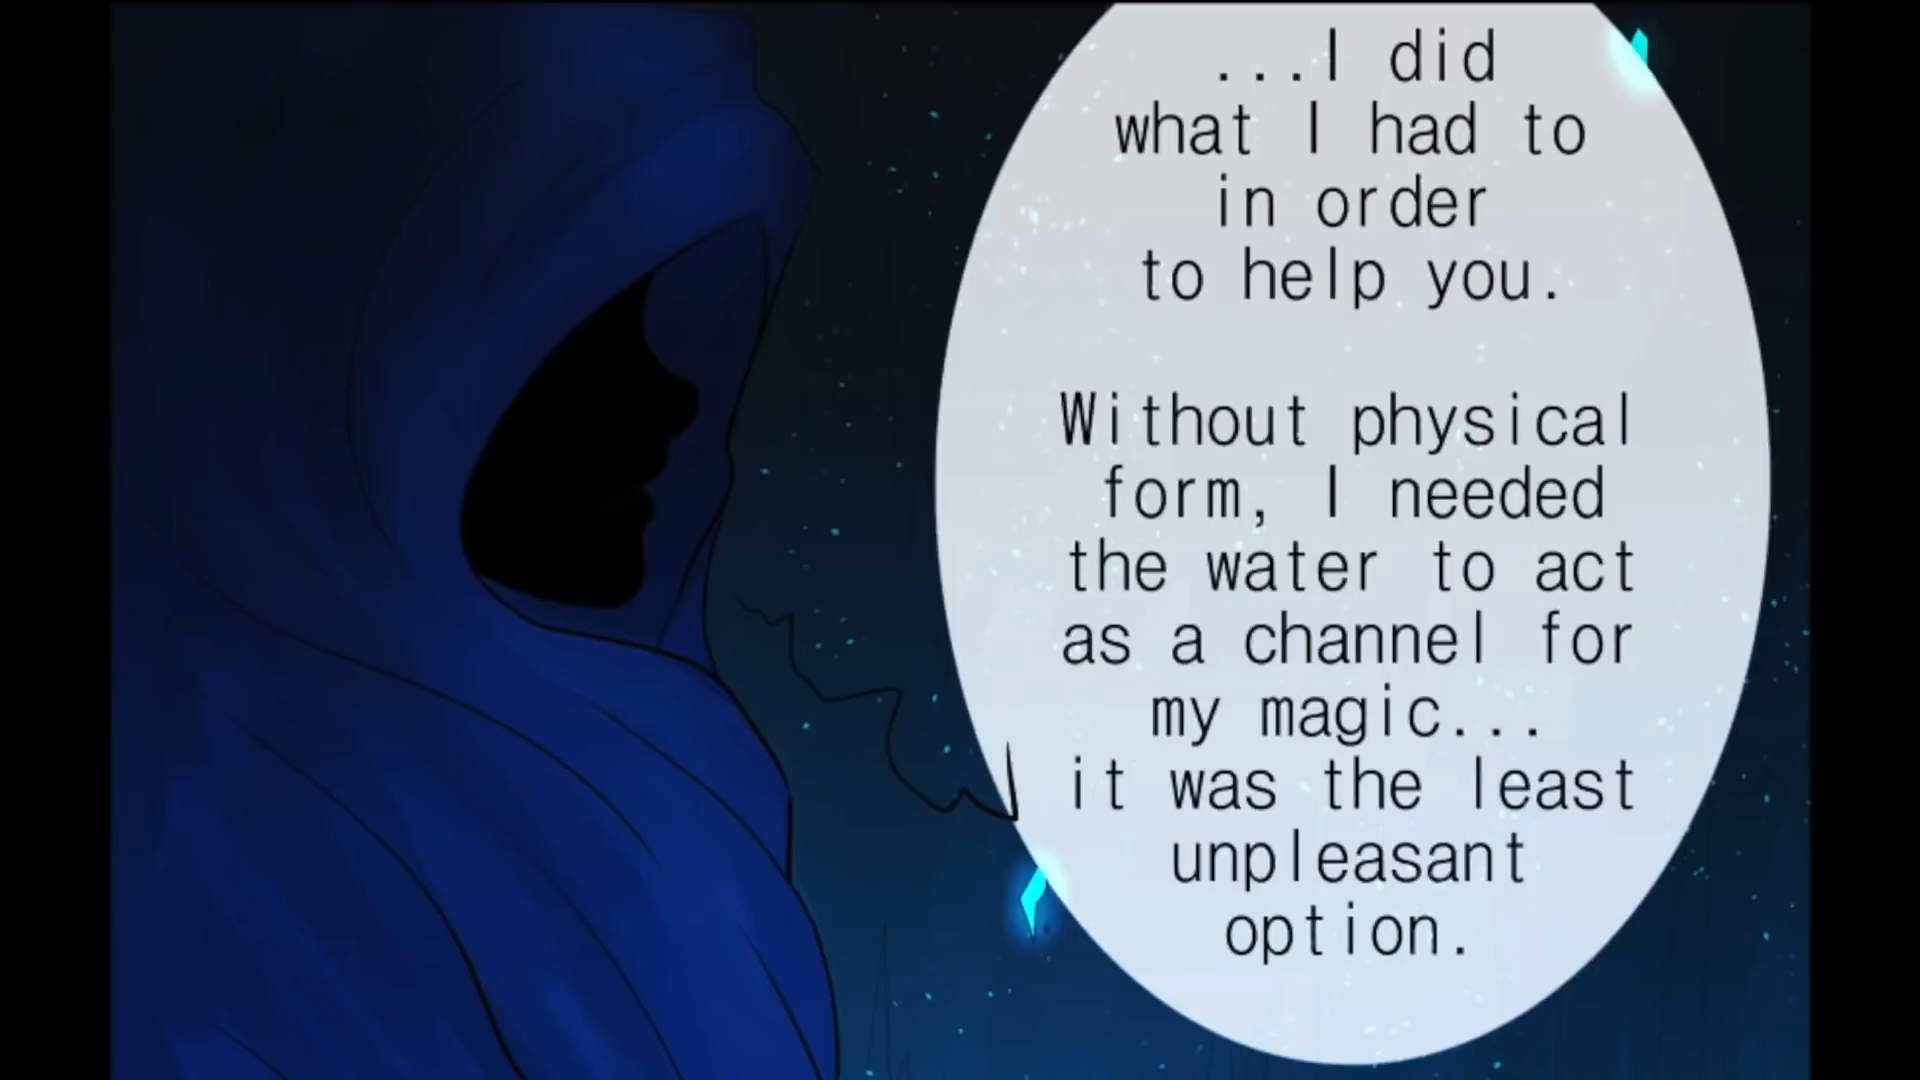 ...I did
what I had to
in order
to help you.
Without physical
form, I needed
the water to act
as a channel for
my magic...
it was the least
unpleasant
option.